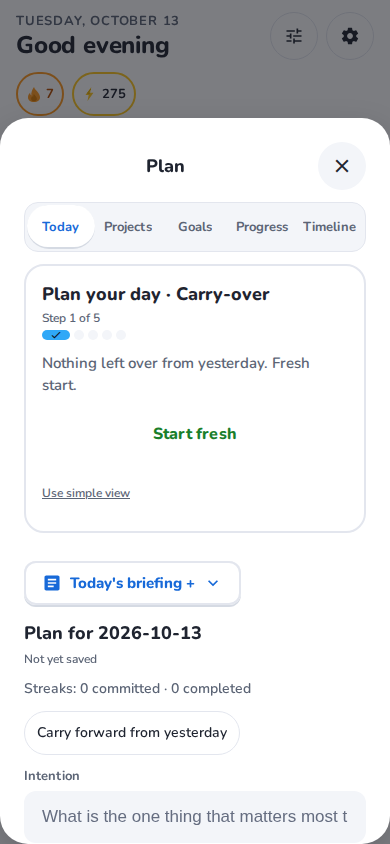 TUESDAY, OCTOBER 13
Good evening
7
275
Plan
Today
Projects
Goals
Progress
Timeline
Plan your day · Carry-over
Step 1 of 5
Nothing left over from yesterday. Fresh
start.
Start fresh
Use simple view
Today's briefing +
Plan for 2026-10-13
Not yet saved
Streaks: 0 committed · 0 completed
Carry forward from yesterday
Intention
What is the one thing that matters most t